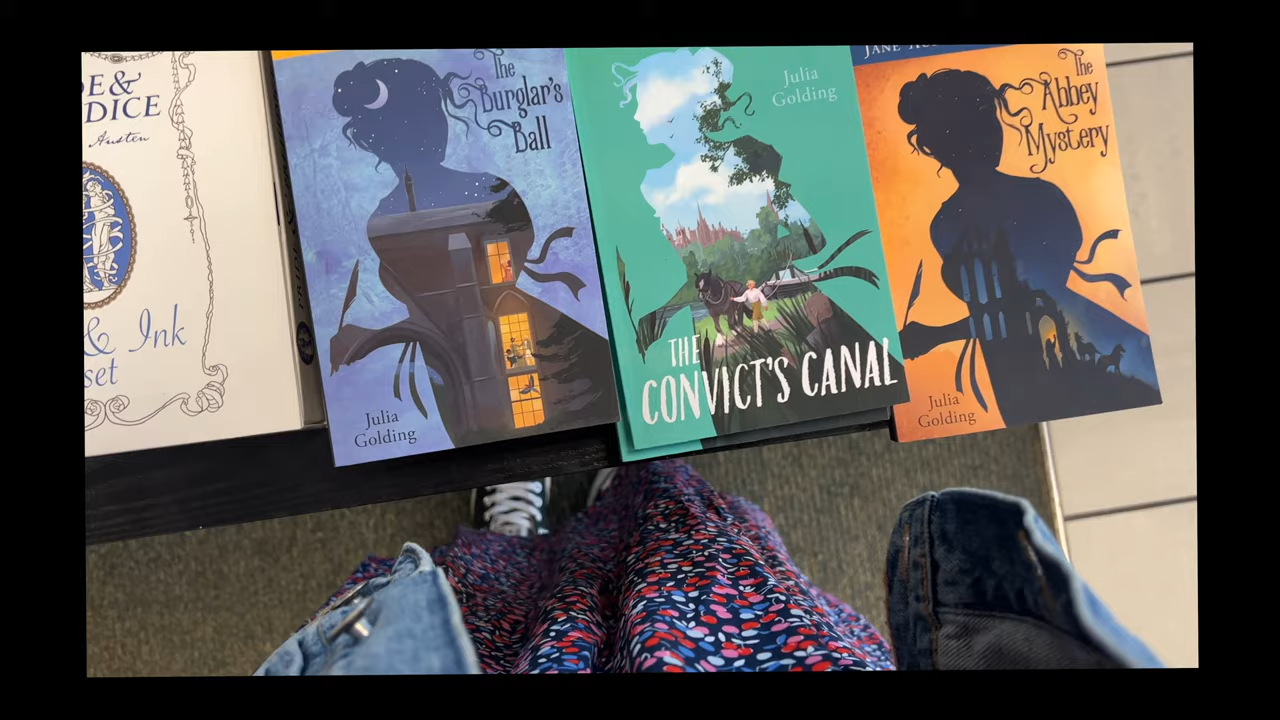 E&
DICE
Austen
& Ink
set
The
Burglar's
Ball
Julia
Golding
Julia
Golding
THE
CONVICT'S CANAL
JANE
The
Abbey
Mystery
Julia
Golding